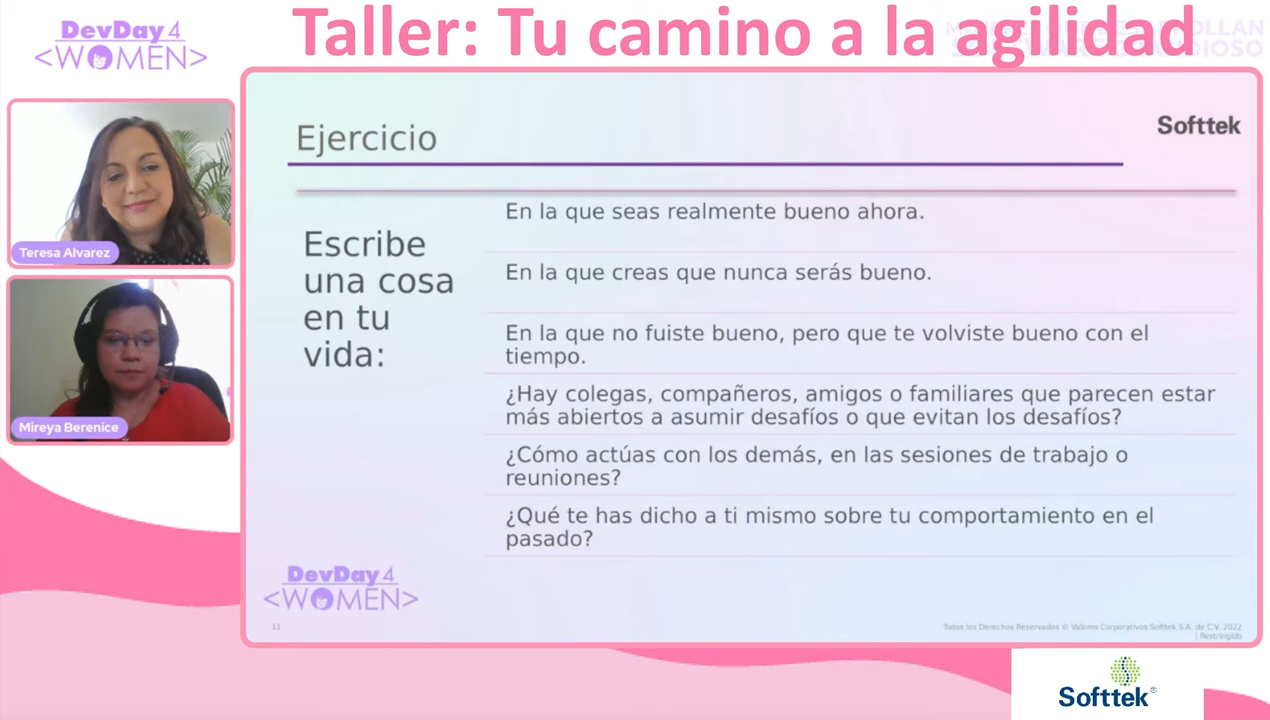 Taller: Tu camino a la agilidad
DevDay4
<WOMEN>
Teresa Alvarez
Mireya Berenice
Softtek
Ejercicio
Escribe
una cosa
en tu
vida:
En la que seas realmente bueno ahora.
En la que creas que nunca serás bueno.
En la que no fuiste bueno, pero que te volviste bueno con el
tiempo.
¿Hay colegas, compañeros, amigos o familiares que parecen estar
más abiertos a asumir desafíos o que evitan los desafíos?
¿Cómo actúas con los demás, en las sesiones de trabajo o
reuniones?
¿Qué te has dicho a ti mismo sobre tu comportamiento en el
pasado?
DevDay4
<WOMEN>
11
Todos los Derechos Reservados © Valores Corporativos Softtek S.A. de C.V. 2022
| Restringido
Softtek®